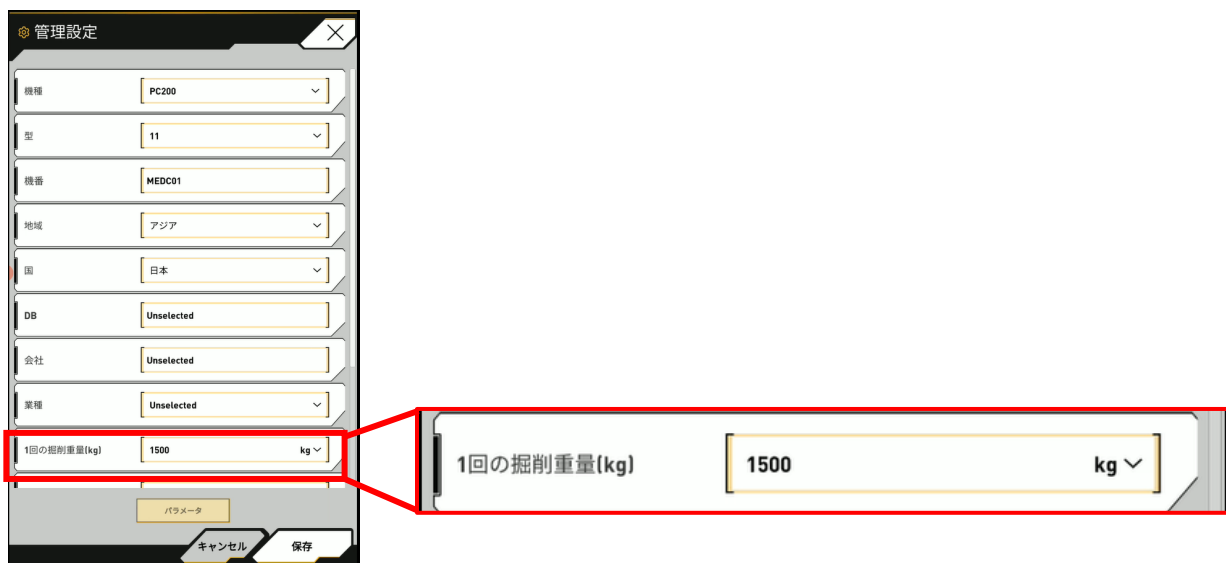 管理設定
機種 PC200
型 11
機番 MEDC01
地域 アジア
国 日本
DB Unselected
会社 Unselected
業種 Unselected
1回の掘削重量(kg) 1500 kg
パラメータ
キャンセル 保存
1回の掘削重量(kg) 1500 kg